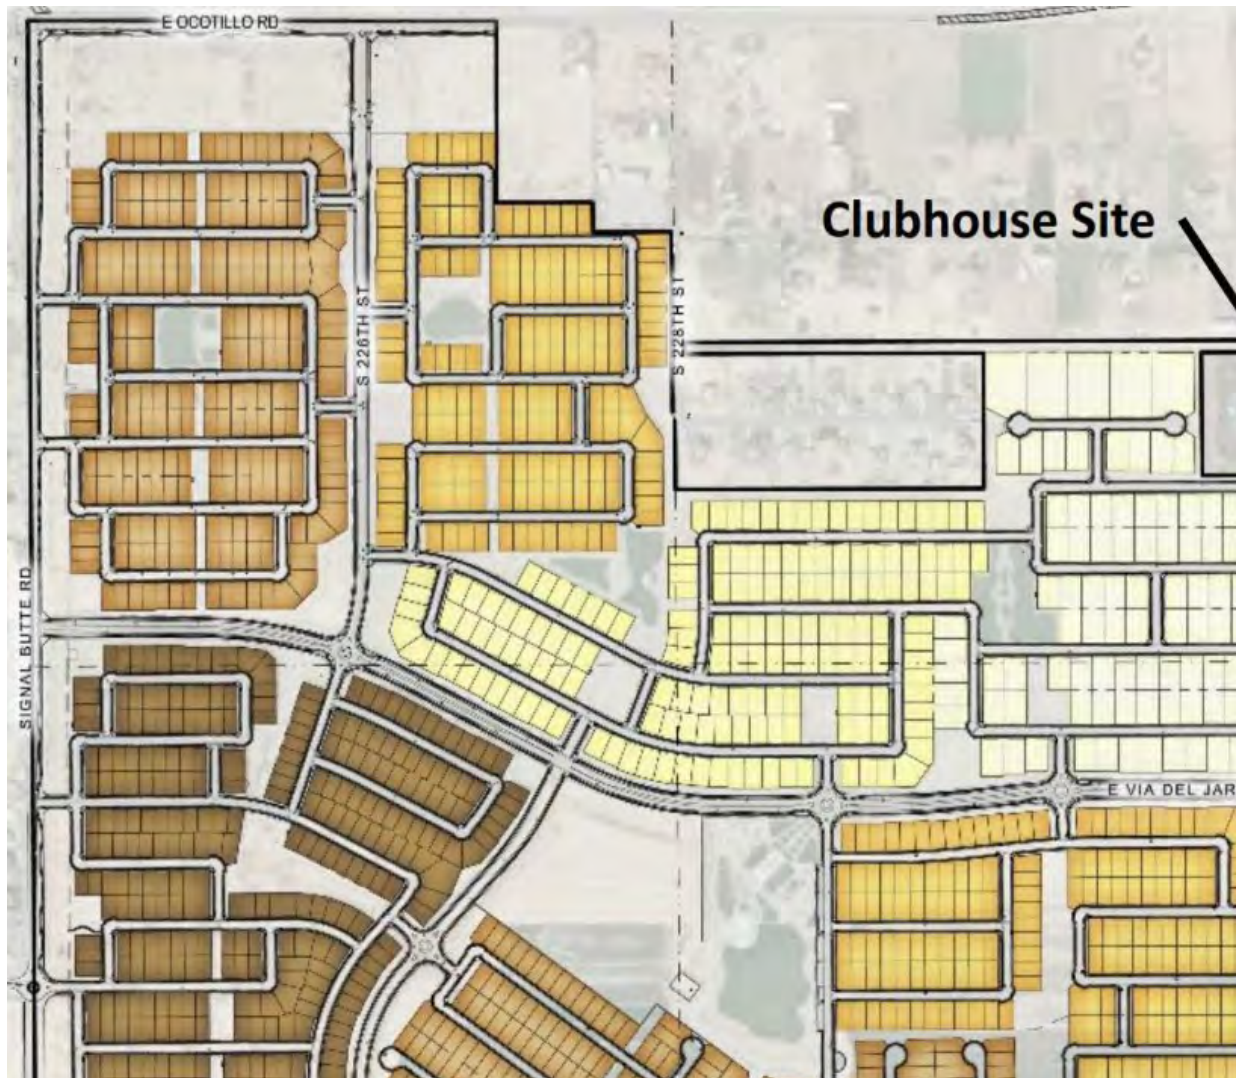 E OCOTILLO RD
Clubhouse Site
S 226TH ST
S 228TH ST
SIGNAL BUTTE RD
E VIA DEL JAR